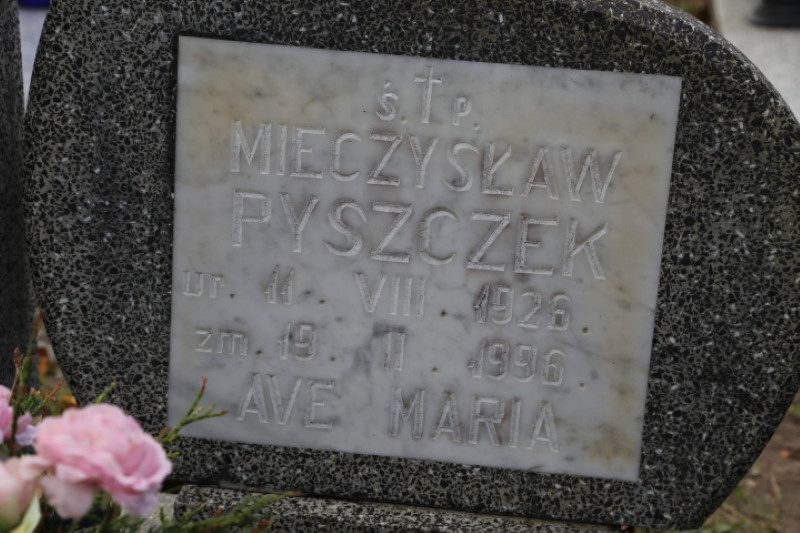 Ś. P.
MIECZYSŁAW
PYSZCZEK
ur. 11 VIII 1926.
zm. 19. II 1996.
AVE MARIA